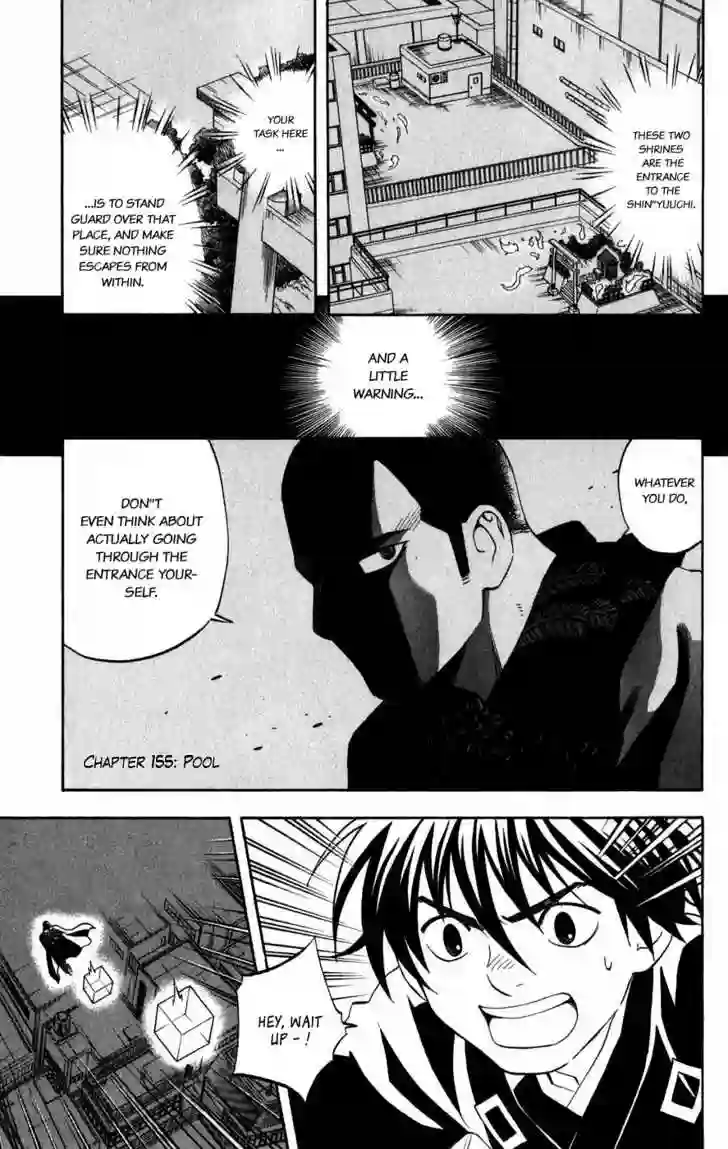 THESE TWO
SHRINES
ARE THE
ENTRANCE
TO THE
SHIN"YUUCHI.
YOUR
TASK HERE
...
...IS TO STAND
GUARD OVER THAT
PLACE, AND MAKE
SURE NOTHING
ESCAPES FROM
WITHIN.
AND A
LITTLE
WARNING...
WHATEVER
YOU DO,
DON"T
EVEN THINK ABOUT
ACTUALLY GOING
THROUGH THE
ENTRANCE YOUR-
SELF.
CHAPTER 155: POOL
HEY, WAIT
UP - !